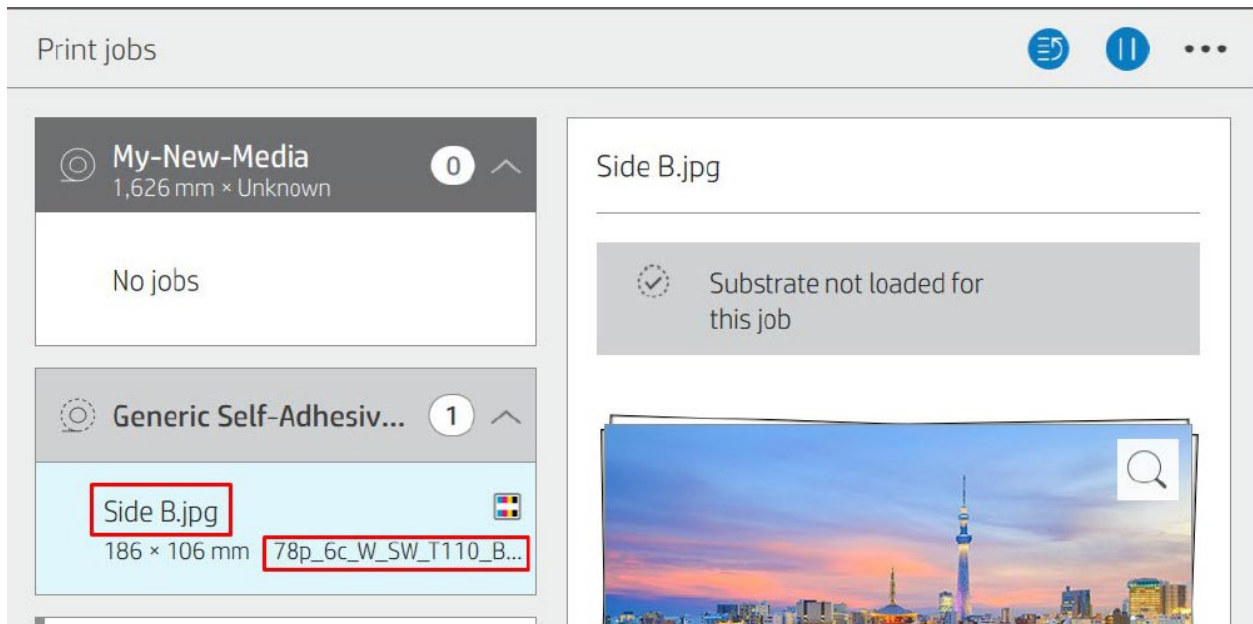 Print jobs
My-New-Media
0
1,626 mm × Unknown
No jobs
Generic Self-Adhesiv...
1
Side B.jpg
186 × 106 mm 78p_6c_W_SW_T110_B...
Side B.jpg
Substrate not loaded for
this job